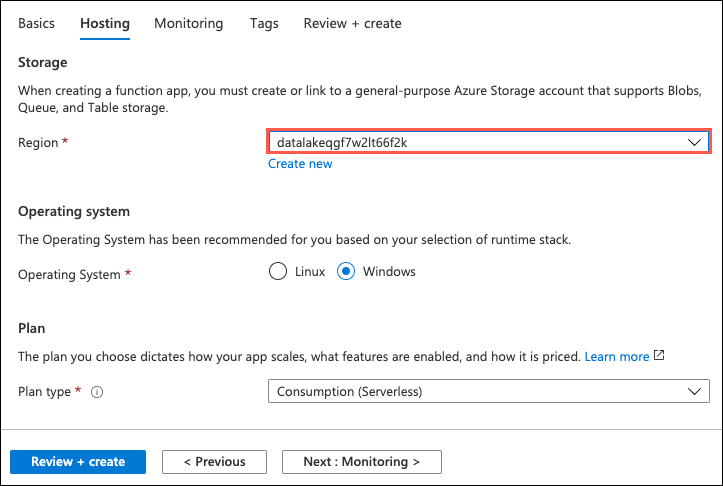 Basics Hosting Monitoring Tags Review + create
Storage
When creating a function app, you must create or link to a general-purpose Azure Storage account that supports Blobs,
Queue, and Table storage.
Region * datalakeqgf7w2lt66f2k
Create new
Operating system
The Operating System has been recommended for you based on your selection of runtime stack.
Operating System * Linux Windows
Plan
The plan you choose dictates how your app scales, what features are enabled, and how it is priced. Learn more
Plan type * Consumption (Serverless)
Review + create < Previous Next : Monitoring >